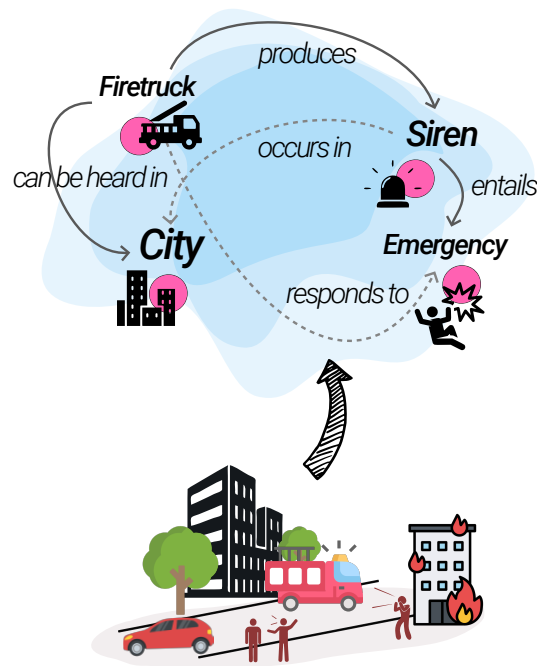 produces
Firetruck
Siren
occurs in
can be heard in
entails
City
Emergency
responds to